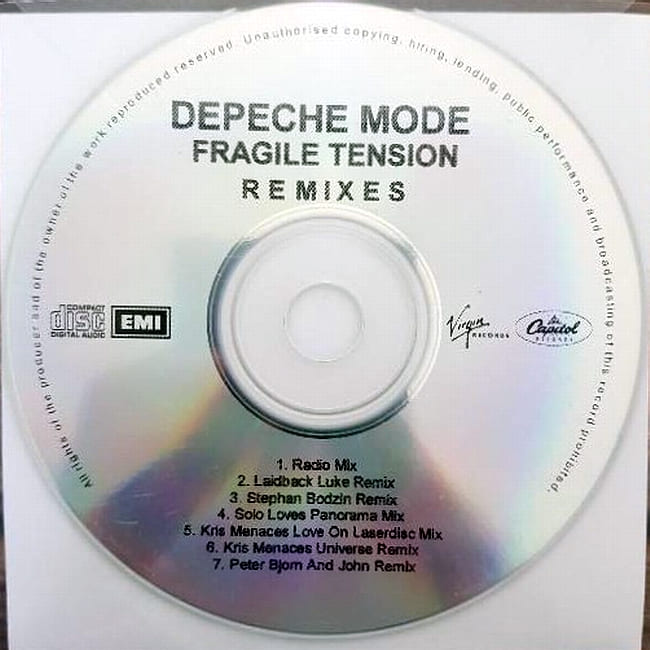 All rights of the producer and of the owner of the work reproduced reserved. Unauthorised copying, hiring, lending, public performance and broadcasting of this record prohibited.
DEPECHE MODE
FRAGILE TENSION
REMIXES
COMPACT
disc
DIGITAL AUDIO
EMI
Virgin
RECORDS
Capitol
RECORDS
1. Radio Mix
2. Laidback Luke Remix
3. Stephan Bodzin Remix
4. Solo Loves Panorama Mix
5. Kris Menaces Love On Laserdisc Mix
6. Kris Menaces Universe Remix
7. Peter Bjorn And John Remix